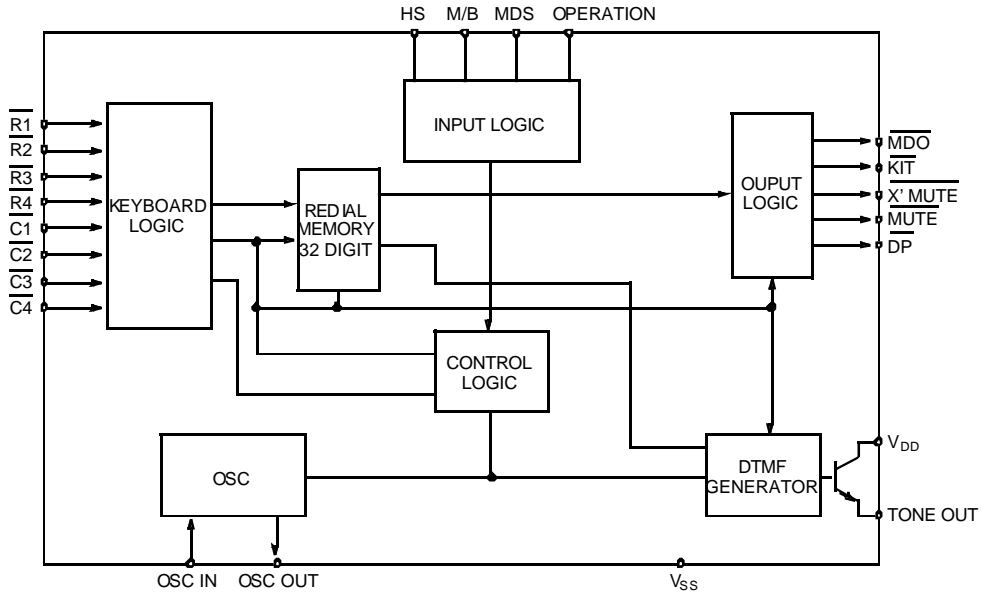 HS M/B MDS OPERATION
R1
R2
R3
R4
C1
C2
C3
C4
KEYBOARD
LOGIC
INPUT LOGIC
REDIAL
MEMORY
32 DIGIT
OUPUT
LOGIC
MDO
KIT
X' MUTE
MUTE
DP
CONTROL
LOGIC
OSC
DTMF
GENERATOR
VDD
TONE OUT
OSC IN OSC OUT
VSS